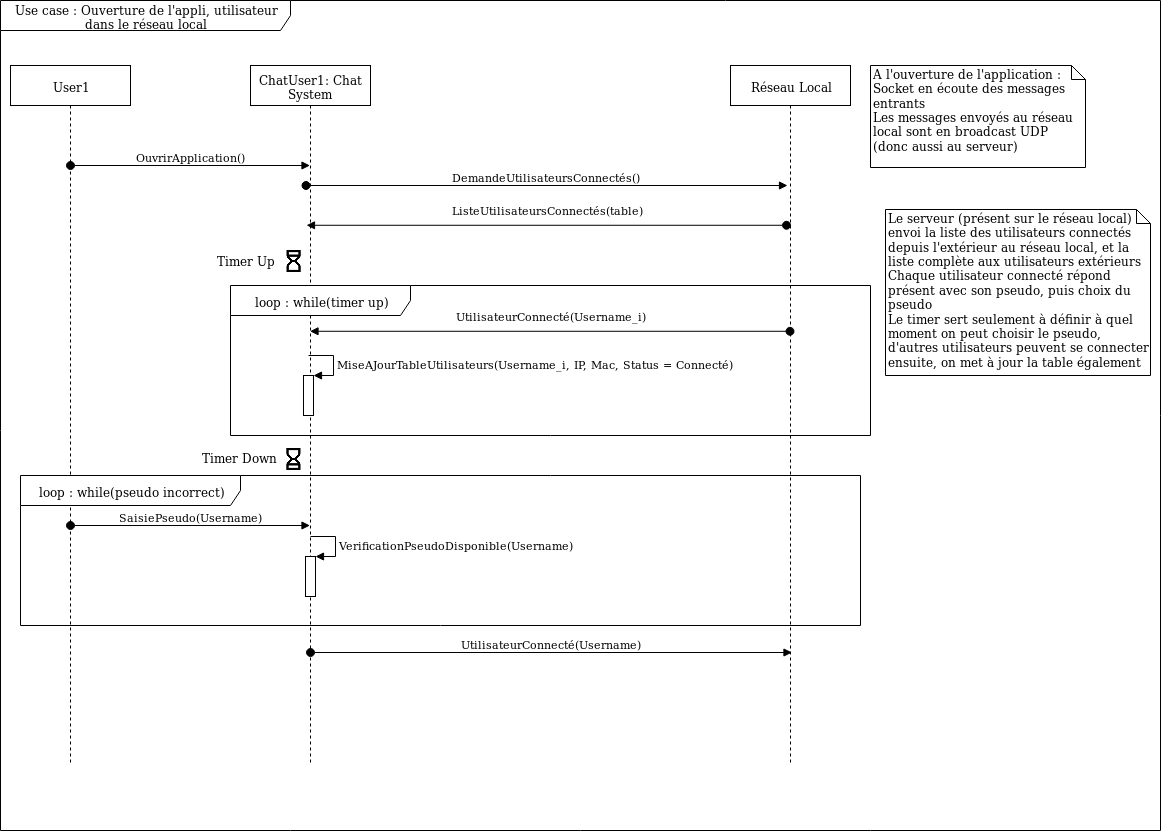 Use case : Ouverture de l'appli, utilisateur
dans le réseau local
User1
ChatUser1: Chat
System
Réseau Local
A l'ouverture de l'application :
Socket en écoute des messages
entrants
Les messages envoyés au réseau
local sont en broadcast UDP
(donc aussi au serveur)
OuvrirApplication()
DemandeUtilisateursConnectés()
ListeUtilisateursConnectés(table)
Le serveur (présent sur le réseau local)
envoi la liste des utilisateurs connectés
depuis l'extérieur au réseau local, et la
liste complète aux utilisateurs extérieurs
Chaque utilisateur connecté répond
présent avec son pseudo, puis choix du
pseudo
Le timer sert seulement à définir à quel
moment on peut choisir le pseudo,
d'autres utilisateurs peuvent se connecter
ensuite, on met à jour la table également
Timer Up
loop : while(timer up)
UtilisateurConnecté(Username_i)
MiseAJourTableUtilisateurs(Username_i, IP, Mac, Status = Connecté)
Timer Down
loop : while(pseudo incorrect)
SaisiePseudo(Username)
VerificationPseudoDisponible(Username)
UtilisateurConnecté(Username)